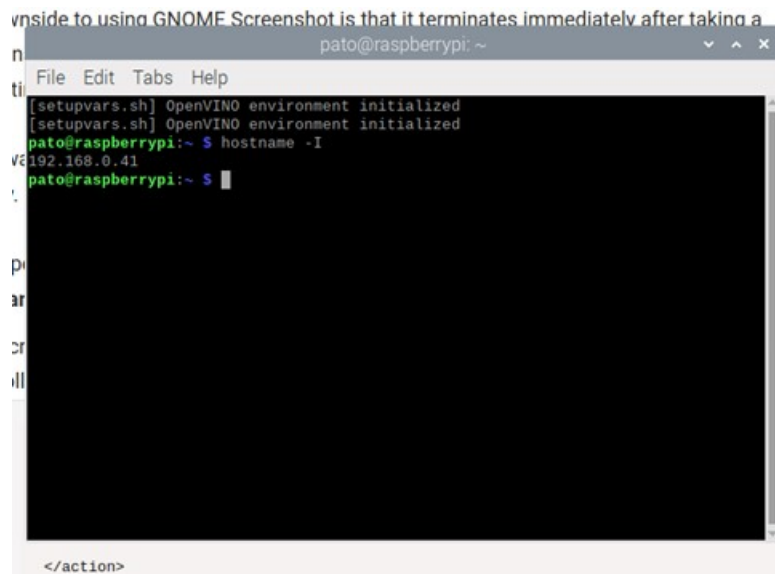 wnside to using GNOME Screenshot is that it terminates immediately after taking a
pato@raspberrypi: ~
File Edit Tabs Help
[setupvars.sh] OpenVINO environment initialized
[setupvars.sh] OpenVINO environment initialized
pato@raspberrypi:~ $ hostname -I
192.168.0.41
pato@raspberrypi:~ $
</action>